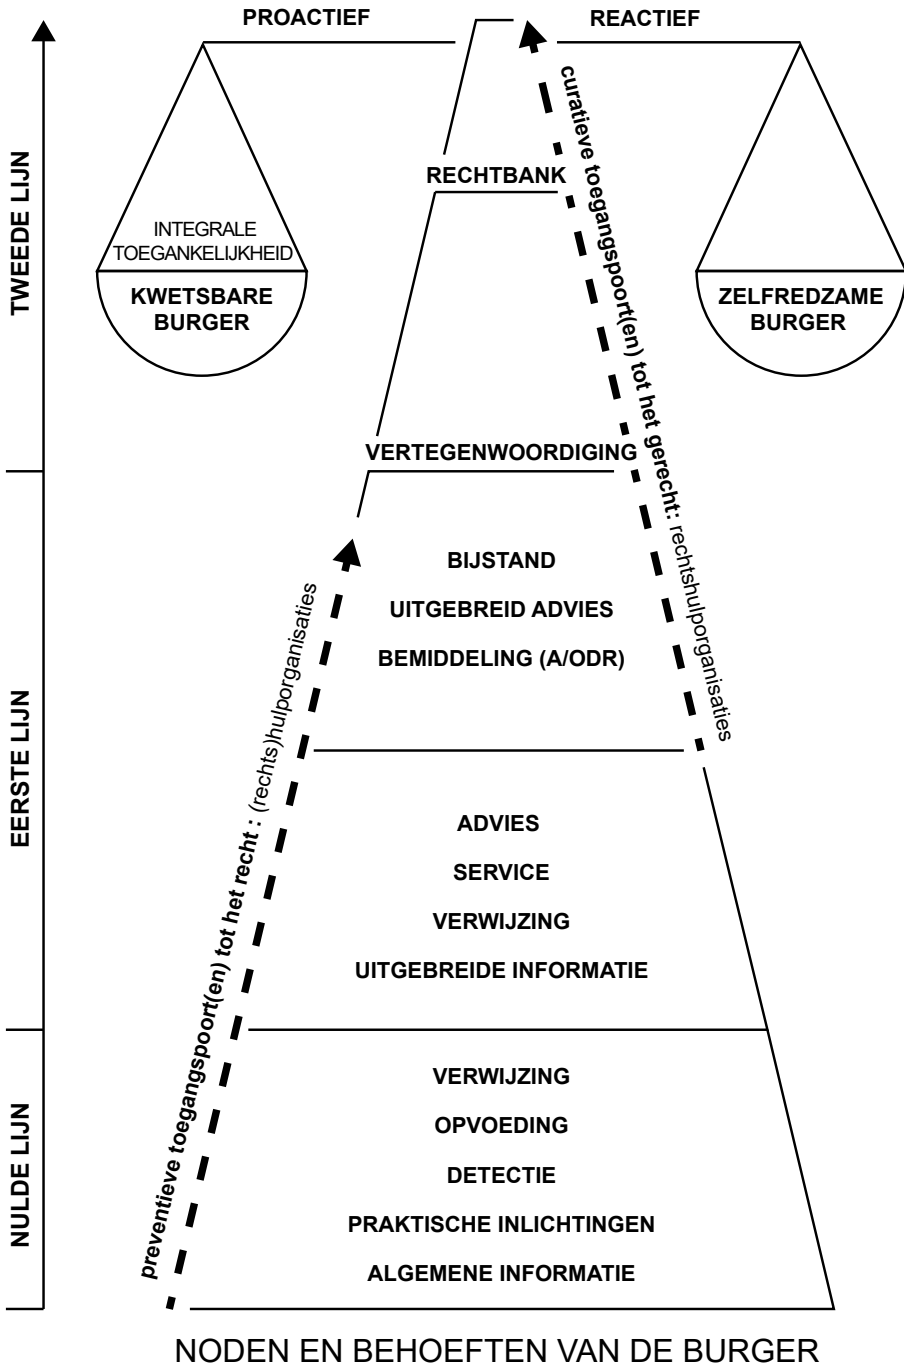 PROACTIEF
REACTIEF
TWEEDE LIJN
INTEGRALE
TOEGANKELIJKHEID
KWETSBARE
BURGER
RECHTBANK
curatieve toegangspoort(en) tot het gerecht: rechtshulporganisaties
ZELFREDZAME
BURGER
VERTEGENWOORDIGING
EERSTE LIJN
BIJSTAND
UITGEBREID ADVIES
BEMIDDELING (A/ODR)
preventieve toegangspoort(en) tot het recht : (rechts)hulporganisaties
ADVIES
SERVICE
VERWIJZING
UITGEBREIDE INFORMATIE
NULDE LIJN
VERWIJZING
OPVOEDING
DETECTIE
PRAKTISCHE INLICHTINGEN
ALGEMENE INFORMATIE
NODEN EN BEHOEFTEN VAN DE BURGER